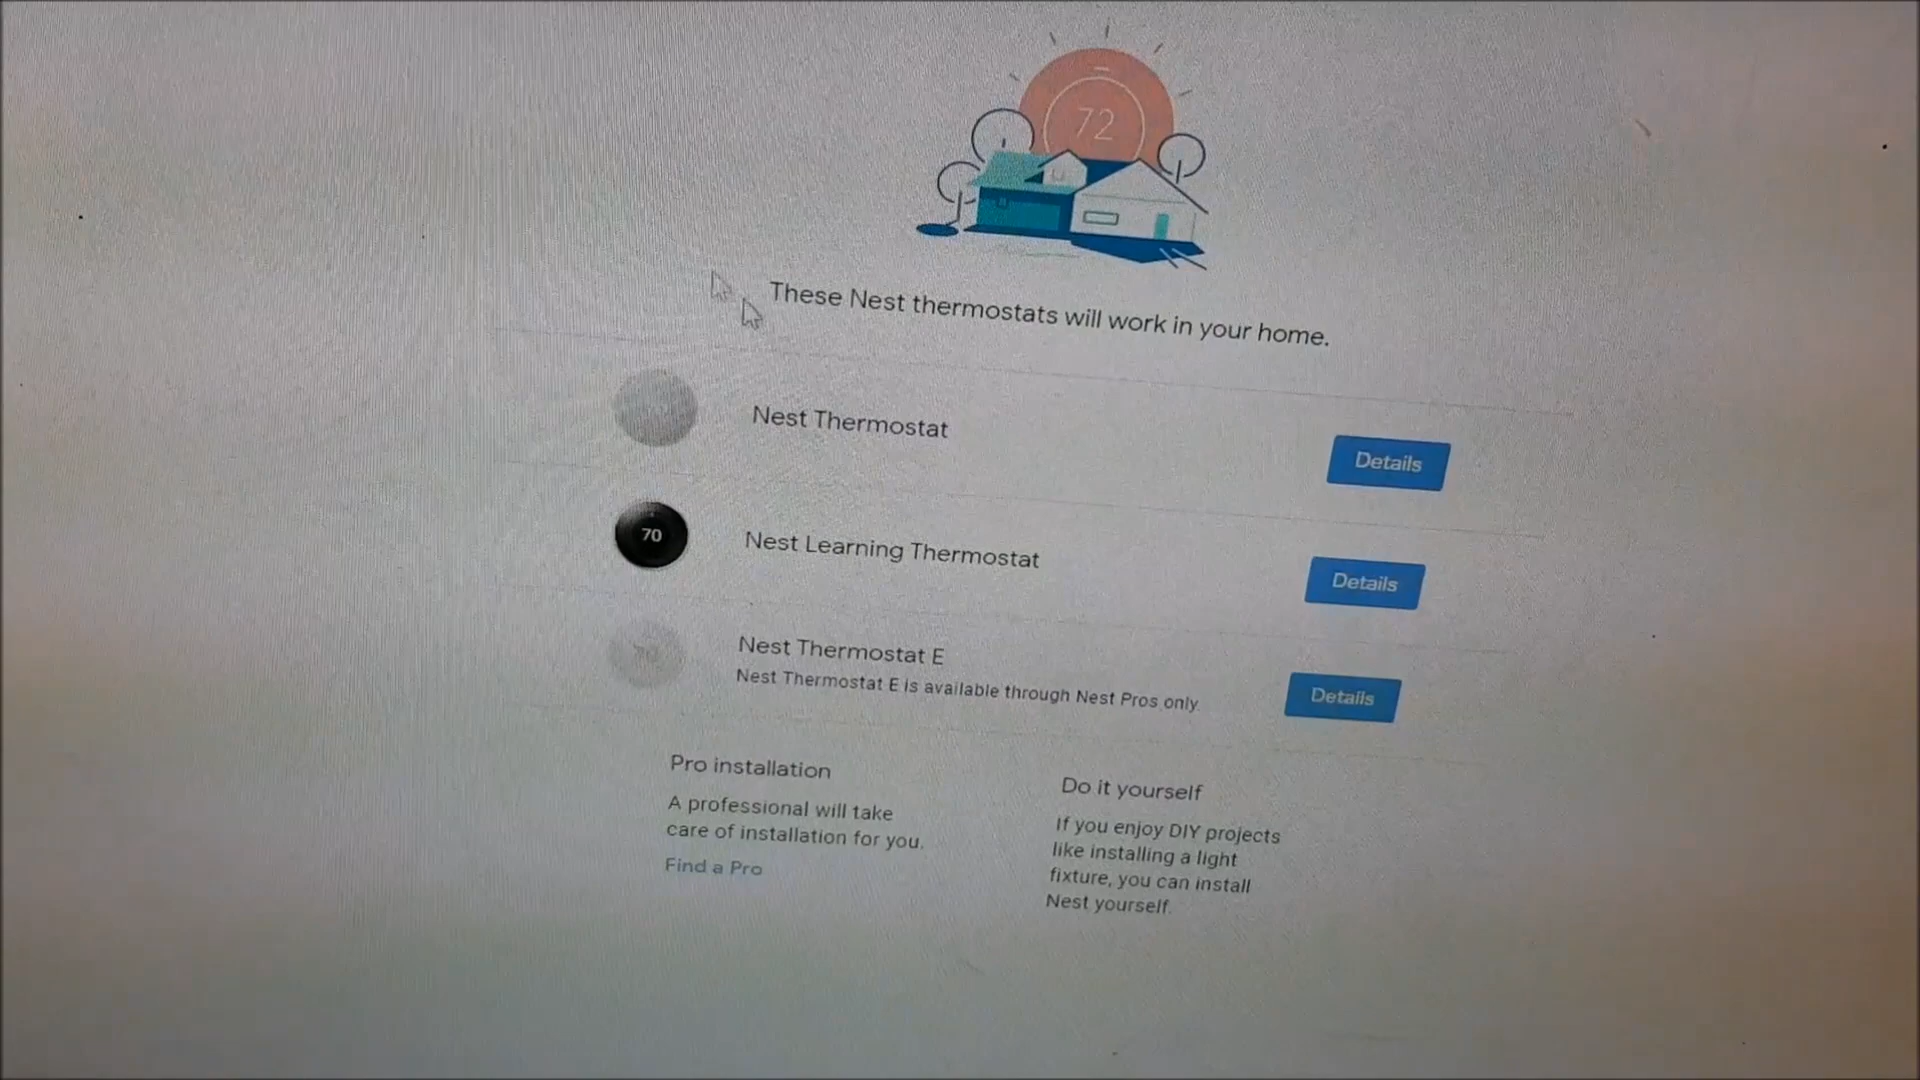 72
These Nest thermostats will work in your home.
Nest Thermostat
Details
70
Nest Learning Thermostat
Details
70
Nest Thermostat E
Nest Thermostat E is available through Nest Pros only.
Details
Pro installation
A professional will take
care of installation for you.
Find a Pro
Do it yourself
If you enjoy DIY projects
like installing a light
fixture, you can install
Nest yourself.